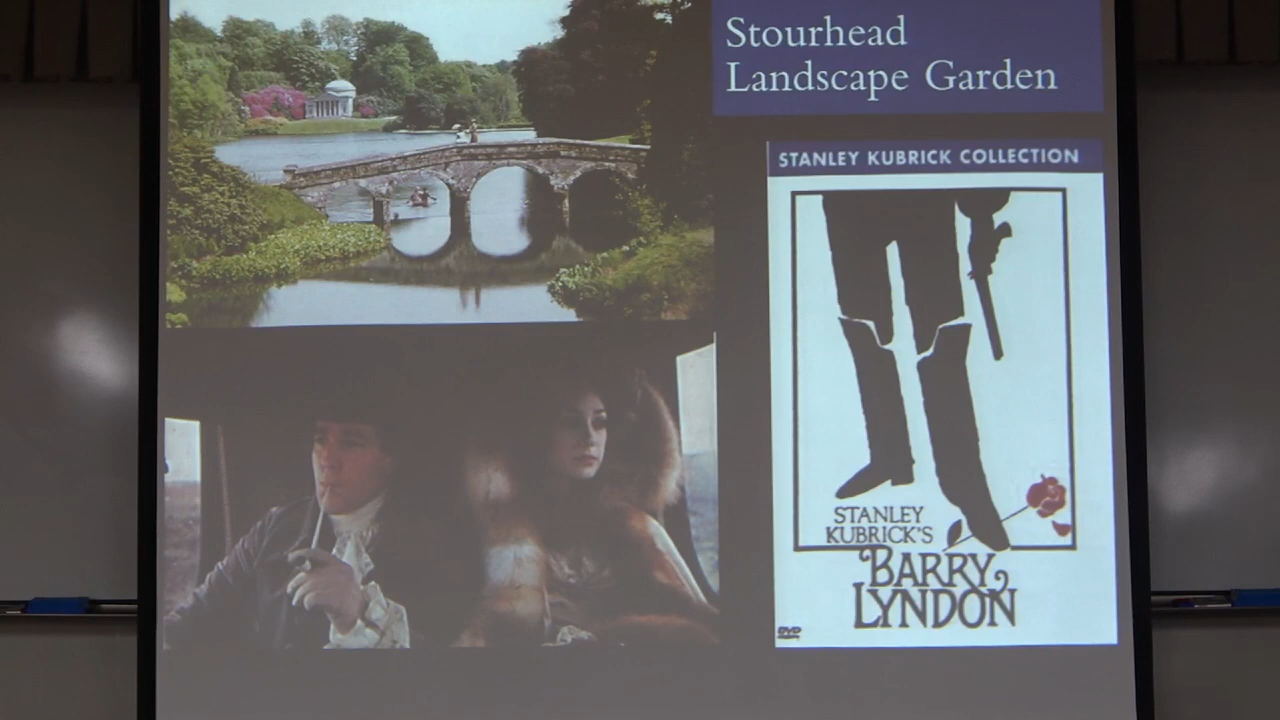 Stourhead
Landscape Garden
STANLEY KUBRICK COLLECTION
STANLEY
KUBRICK'S
BARRY
LYNDON
DVD